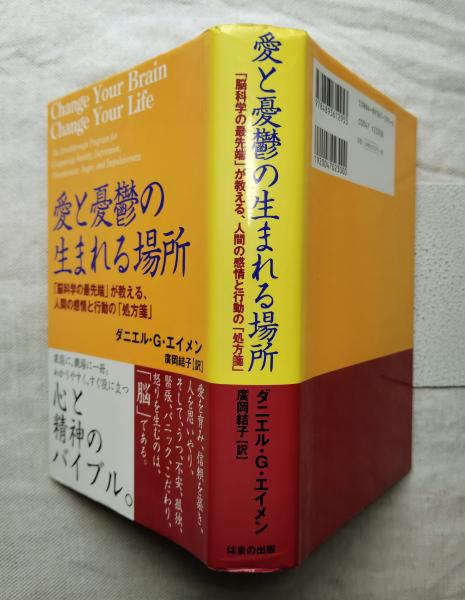 Change Your Brain
Change Your Life
The Breakthrough Program for
Conquering Anxiety, Depression,
Obsessiveness, Anger, and Impulsiveness
愛と憂鬱の
生まれる場所
「脳科学の最先端」が教える、
人間の感情と行動の「処方箋」
ダニエル・G・エイメン
廣岡結子[訳]
家庭に、職場に一冊。
わかりやすく、すぐ役に立つ
心と
精神の
バイブル。
愛を育み、信頼を築き、
人を思いやり、
そして、うつ、不安、孤独、
緊張、パニック、こだわり、
怒りを生むのは、
「脳」である。
愛と憂鬱の生まれる場所
「脳科学の最先端」が教える、人間の感情と行動の「処方箋」
ダニエル・G・エイメン
廣岡結子[訳]
はまの出版
1920047023000